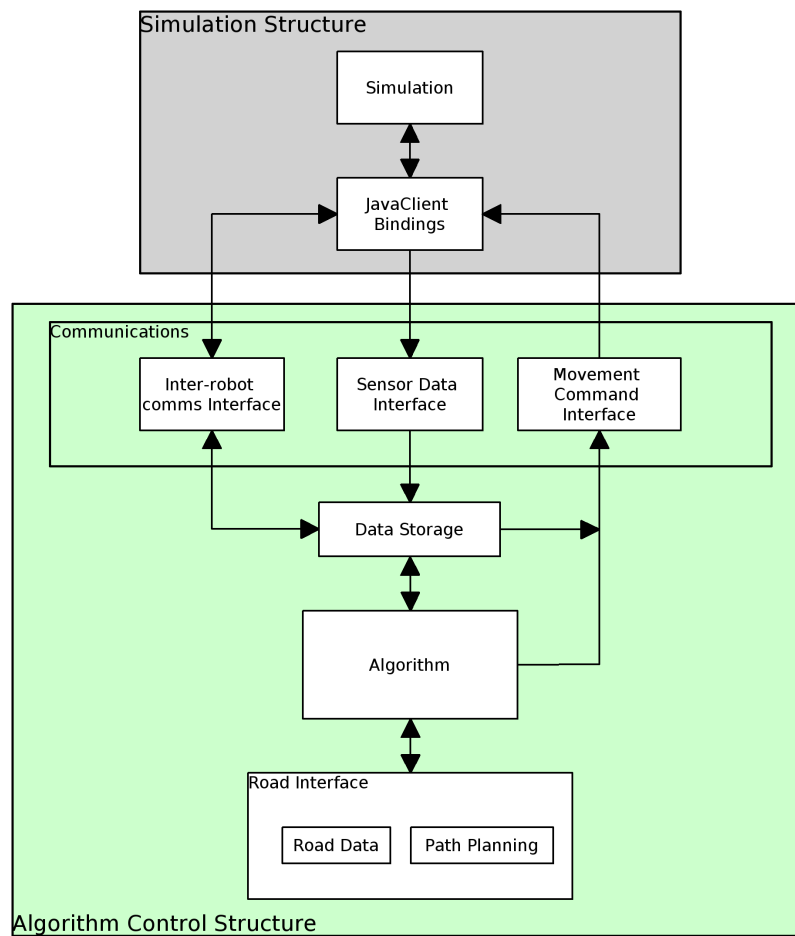 Simulation Structure
Simulation
JavaClient
Bindings
Communications
Inter-robot
comms Interface
Sensor Data
Interface
Movement
Command
Interface
Data Storage
Algorithm
Road Interface
Road Data
Path Planning
Algorithm Control Structure